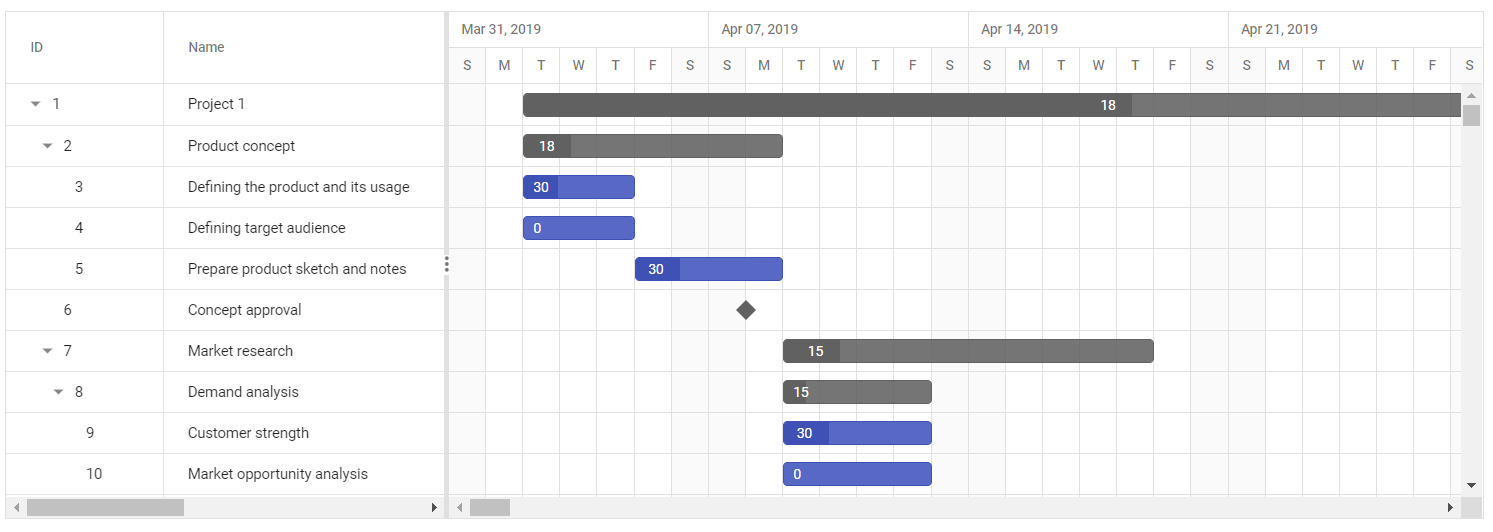 ID Name Mar 31, 2019 Apr 07, 2019 Apr 14, 2019 Apr 21, 2019
S M T W T F S S M T W T F S S M T W T F S S M T W T F S
1 Project 1 18
2 Product concept 18
3 Defining the product and its usage 30
4 Defining target audience 0
5 Prepare product sketch and notes 30
6 Concept approval
7 Market research 15
8 Demand analysis 15
9 Customer strength 30
10 Market opportunity analysis 0